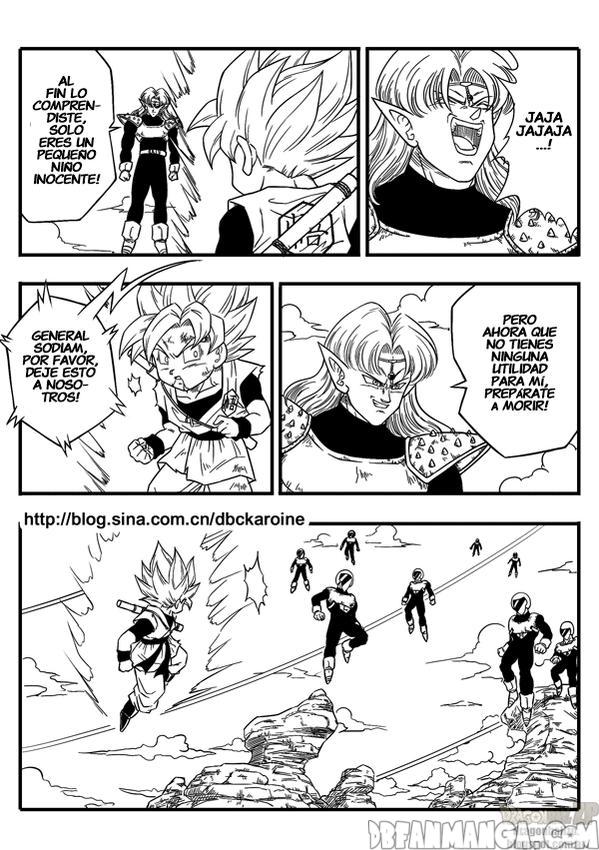 AL
FIN LO
COMPREN-
DISTE,
SOLO
ERES UN
PEQUEÑO
NIÑO
INOCENTE!
JAJA
JAJAJA
...!
GENERAL
SODIAM,
POR FAVOR,
DEJE ESTO
A NOSO-
TROS!
PERO
AHORA QUE
NO TIENES
NINGUNA
UTILIDAD
PARA MÍ,
PREPÁRATE
A MORIR!
http://blog.sina.com.cn/dbckaroine
DBFANMANGA.COM